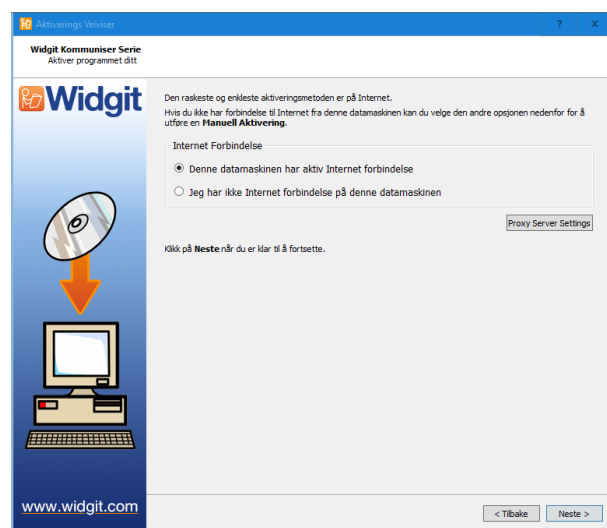 Aktiverings Veiviser
? x
Widgit Kommuniser Serie
Aktiver programmet ditt
Widgit
Den raskeste og enkleste aktiveringsmetoden er på Internet.
Hvis du ikke har forbindelse til Internet fra denne datamaskinen kan du velge den andre opsjonen nedenfor for å
utføre en Manuell Aktivering.
Internet Forbindelse
Denne datamaskinen har aktiv Internet forbindelse
Jeg har ikke Internet forbindelse på denne datamaskinen
Proxy Server Settings
Klikk på Neste når du er klar til å fortsette.
www.widgit.com
< Tilbake
Neste >